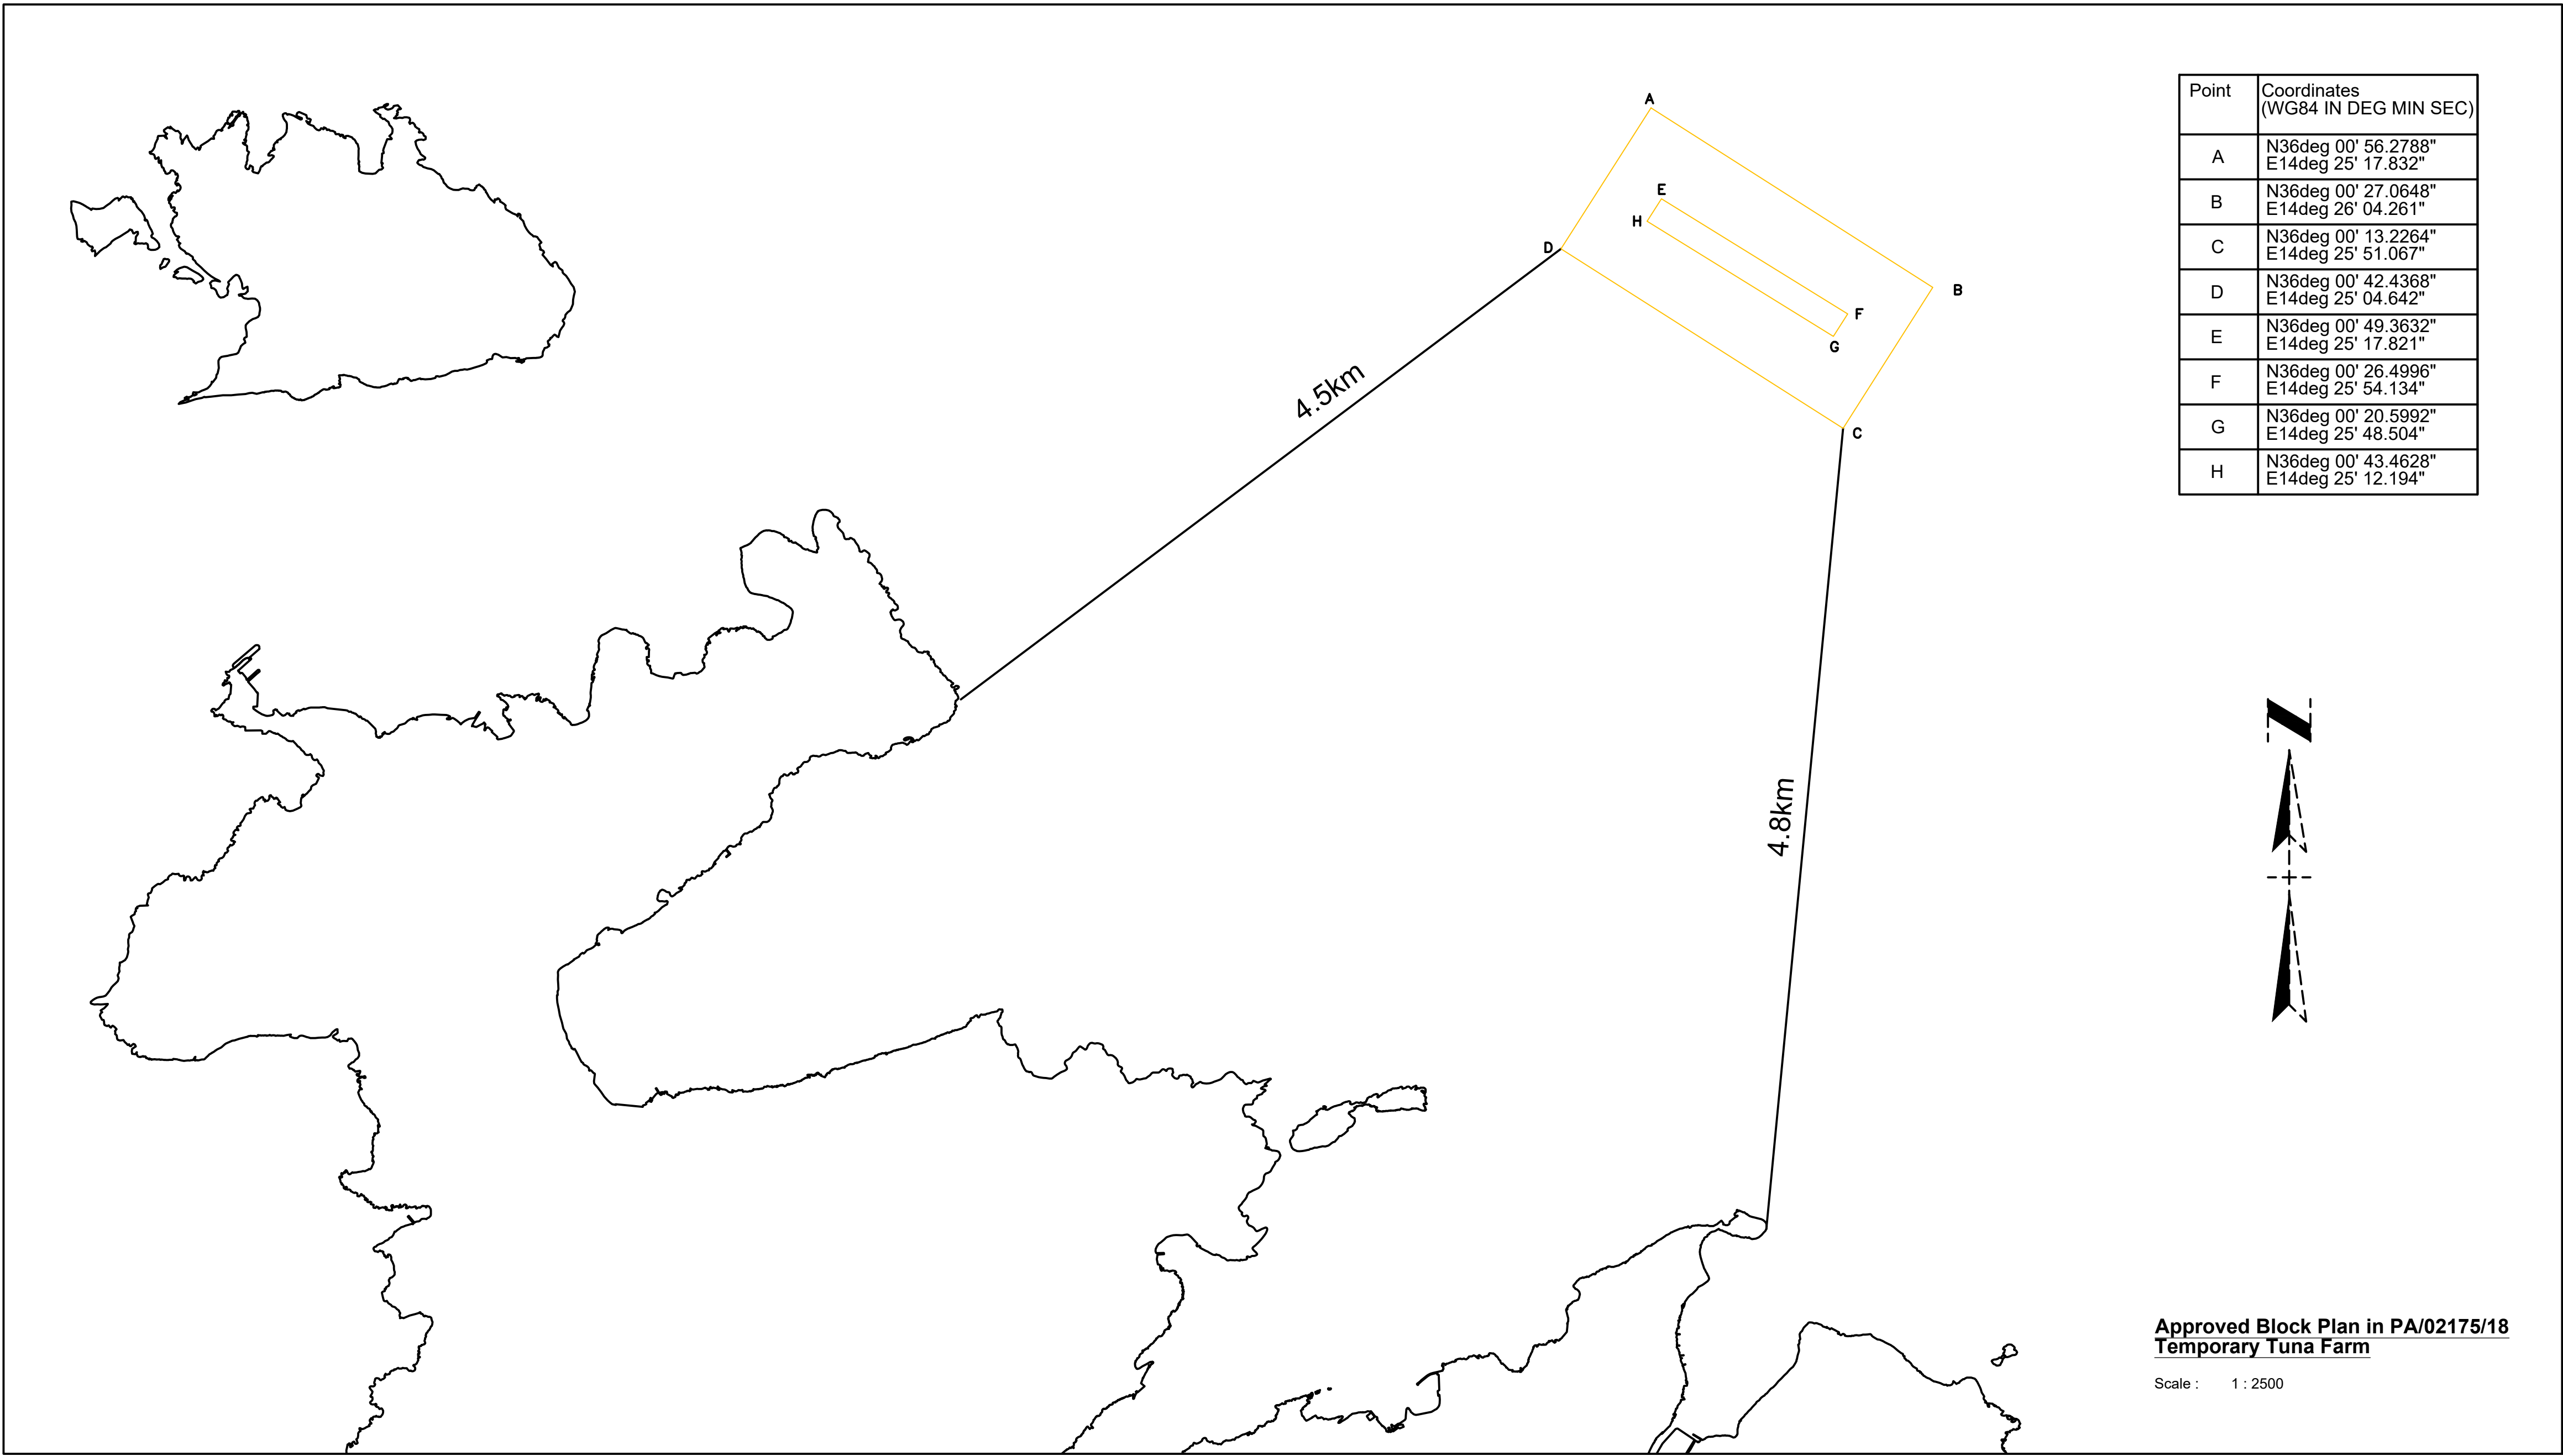 A
B
C
D
E
F
G
H
4.5km
4.8km
Point Coordinates
(WG84 IN DEG MIN SEC)
A N36deg 00' 56.2788"
E14deg 25' 17.832"
B N36deg 00' 27.0648"
E14deg 26' 04.261"
C N36deg 00' 13.2264"
E14deg 25' 51.067"
D N36deg 00' 42.4368"
E14deg 25' 04.642"
E N36deg 00' 49.3632"
E14deg 25' 17.821"
F N36deg 00' 26.4996"
E14deg 25' 54.134"
G N36deg 00' 20.5992"
E14deg 25' 48.504"
H N36deg 00' 43.4628"
E14deg 25' 12.194"
N
Approved Block Plan in PA/02175/18
Temporary Tuna Farm
Scale : 1 : 2500